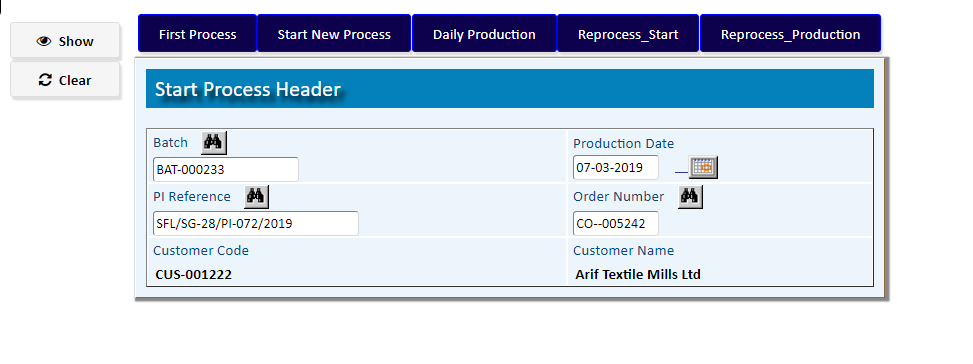 Show
Clear
First Process Start New Process Daily Production Reprocess_Start Reprocess_Production
Start Process Header
Batch Production Date
BAT-000233 07-03-2019
PI Reference Order Number
SFL/SG-28/PI-072/2019 CO--005242
Customer Code Customer Name
CUS-001222 Arif Textile Mills Ltd